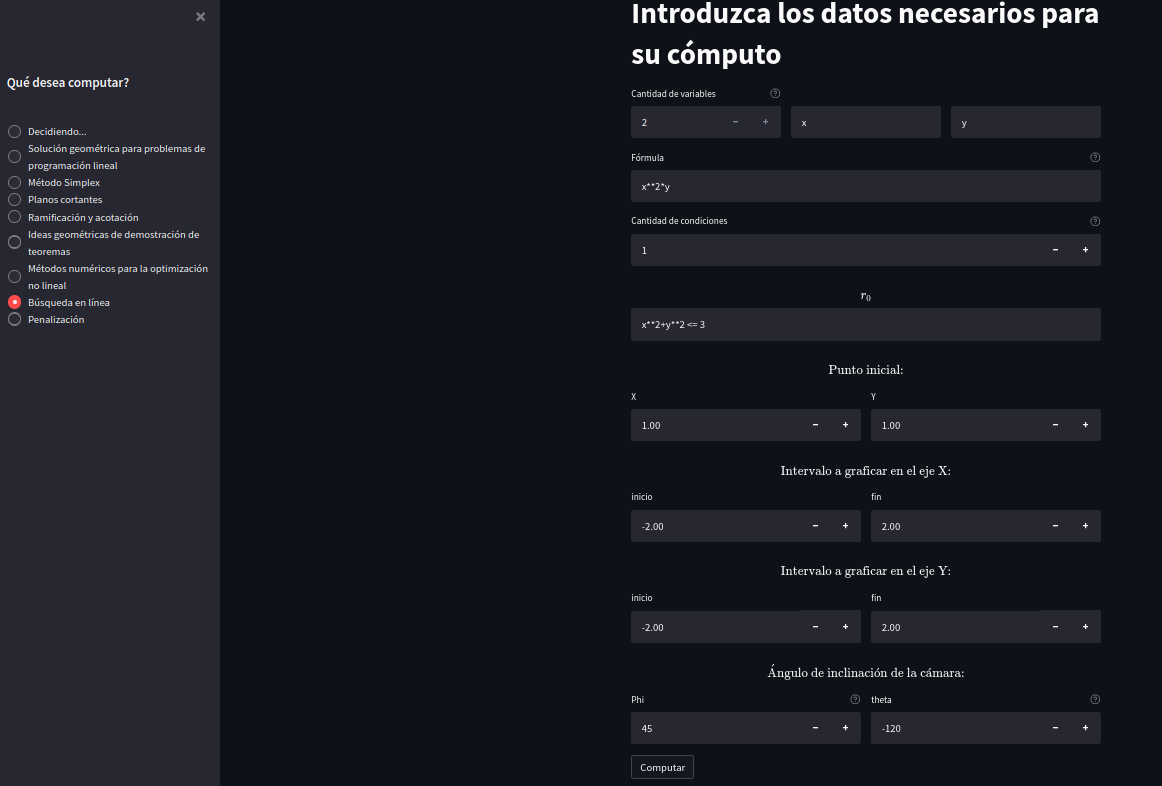 ×
Qué desea computar?
Decidiendo...
Solución geométrica para problemas de
programación lineal
Método Simplex
Planos cortantes
Ramificación y acotación
Ideas geométricas de demostración de
teoremas
Métodos numéricos para la optimización
no lineal
Búsqueda en línea
Penalización
Introduzca los datos necesarios para
su cómputo
Cantidad de variables ?
2 − + x y
Fórmula ?
x**2*y
Cantidad de condiciones ?
1 − +
r₀
x**2+y**2 <= 3
Punto inicial:
X Y
1.00 − + 1.00 − +
Intervalo a graficar en el eje X:
inicio fin
-2.00 − + 2.00 − +
Intervalo a graficar en el eje Y:
inicio fin
-2.00 − + 2.00 − +
Ángulo de inclinación de la cámara:
Phi ? theta ?
45 − + -120 − +
Computar